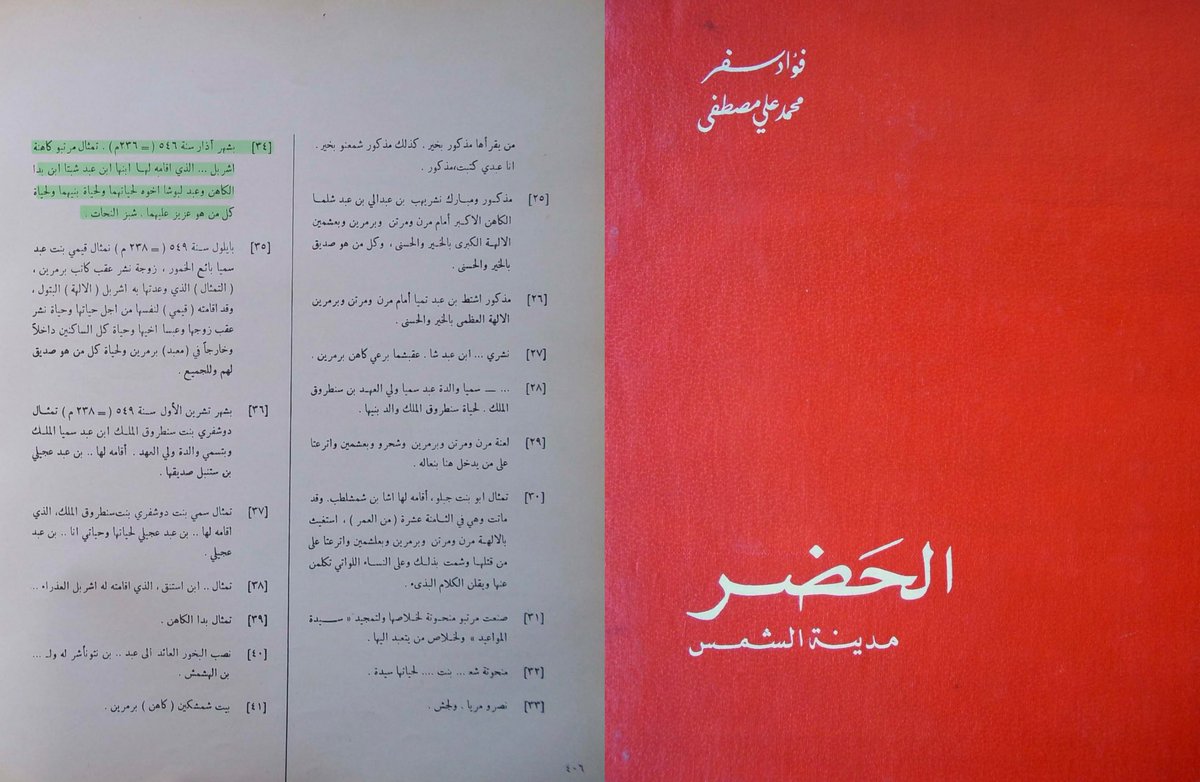 من يقرأها مذكور بخير . كذلك مذكور شمعنو بخير .
انا عدي كتبت،مذكور .
[٢٥] مذكور ومبارك نشريهب بن عبدالي بن عبد شلما
الكاهن الاكبر أمام مرن ومرتن وبرمرين وبعشمين
الالهة الكبرى بالخير والحسنى ، وكل من هو صديق
بالخير والحسنى .
[٢٦] مذكور اشتط بن عبد تميا أمام مرن ومرتن وبرمرين
الالهة العظمى بالخير والحسنى .
[٢٧] نشري ... ابن عبد شا . عقبشما برعي كاهن برمرين .
[٢٨] ... — سميا والدة عبد سميا ولي العهد بن سنطروق
الملك . لحياة سنطروق الملك والد بنيها .
[٢٩] لعنة مرن ومرتن وبرمرين وشحرو وبعشمين واترعتا
على من يدخل هنا بنعاله .
[٣٠] تمثال ابو بنت جبلو ، أقامه لها اشا بن شمشلطب. وقد
ماتت وهي في الثامنة عشرة ( من العمر ) ، استغيث
بالالهة مرن ومرتن وبرمرين وبعلشمين واترعتا على
من قتلها وشمت بذلك وعلى النساء اللواتي تكلمن
عنها ويقلن الكلام البذيء .
[٣١] صنعت مرتبو منحوتة لخلاصها ولتمجيد « سيدة
المواعيد » ولخلاص من يتعبد اليها .
[٣٢] منحوتة شع ... بنت .... لحياتها سيدة .
[٣٣] نصرو مريا . ولجش .
[٣٤] بشهر أذار سنة ٥٤٦ ( = ٢٣٦م ) . تمثال مرتبو كاهنة
اشربل ... الذي اقامه لها ابنها ابن عبد شبتا ابن بدا
الكاهن وعبد لبوشا اخوه لحياتهما ولحياة بنيهما ولحياة
كل من هو عزيز عليهما . شبز النحات .
[٣٥] بايلول سنة ٥٤٩ ( = ٢٣٨ م ) تمثال قيمي بنت عبد
سميا بائع الخمور ، زوجة نشر عقب كاتب برمرين ،
( التمثال ) الذي وعدتها به اشربل ( الالهة ) البتول ،
وقد اقامته ( قيمي ) لنفسها من اجل حياتها وحياة نشر
عقب زوجها وعبسا اخيها وحياة كل الساكنين داخلاً
وخارجاً في ( معبد ) برمرين ولحياة كل من هو صديق
لهم وللجميع .
[٣٦] بشهر تشرين الأول سنة ٥٤٩ ( = ٢٣٨ م ) تمثال
دوشفري بنت سنطروق الملك ابن عبد سميا الملك
وبتسمي والدة ولي العهد . أقامه لها .. بن عبد عجيلي
بن ستنبل صديقها .
[٣٧] تمثال سمي بنت دوشفري بنت سنطروق الملك، الذي
اقامه لها .. بن عبد عجيلي لحياتها وحياتي انا .. بن عبد
عجيلي .
[٣٨] تمثال .. ابن استنق ، الذي اقامته له اشربل العذراء ..
[٣٩] تمثال بدا الكاهن .
[٤٠] نصب البخور العائد الى عبد .. بن نتونأشر له ولـ ...
بن الهشمش .
[٤١] بيت شمشكين ( كاهن ) برمرين .
٤٠٦
فؤاد سفر
محمد علي مصطفى
الحَضر
مدينة الشمس